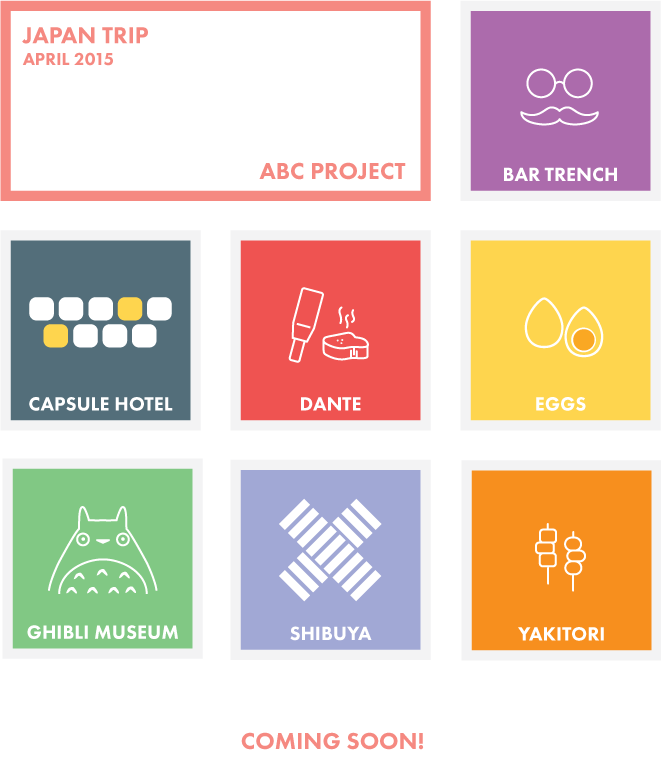 JAPAN TRIP
APRIL 2015
ABC PROJECT
BAR TRENCH
CAPSULE HOTEL
DANTE
EGGS
GHIBLI MUSEUM
SHIBUYA
YAKITORI
COMING SOON!